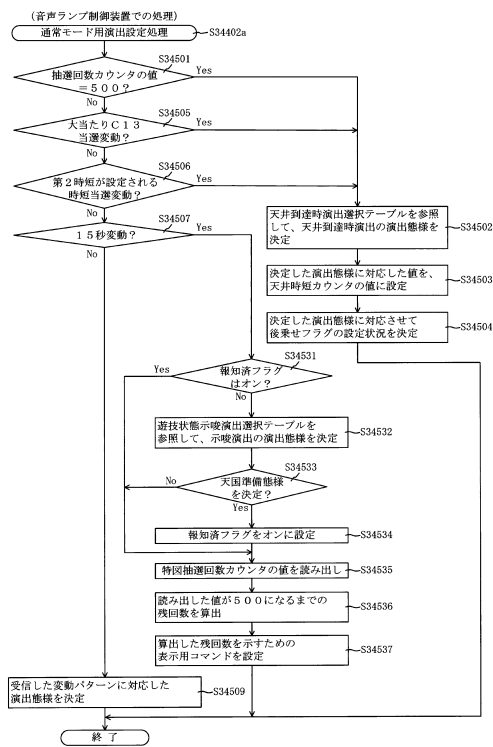 （音声ランプ制御装置での処理）
通常モード用演出設定処理
S34402a
S34501
抽選回数カウンタの値
＝５００？
Yes
No
S34505
大当たりＣ１３
当選変動？
Yes
No
S34506
第２時短が設定される
時短当選変動？
Yes
No
S34507
１５秒変動？
Yes
No
天井到達時演出選択テーブルを参照
して、天井到達時演出の演出態様を
決定
S34502
決定した演出態様に対応した値を、
天井時短カウンタの値に設定
S34503
決定した演出態様に対応させて
後乗せフラグの設定状況を決定
S34504
S34531
報知済フラグ
はオン？
Yes
No
遊技状態示唆演出選択テーブルを
参照して、示唆演出の演出態様を決定
S34532
S34533
天国準備態様
を決定？
No
Yes
報知済フラグをオンに設定
S34534
特図抽選回数カウンタの値を読み出し
S34535
読み出した値が５００になるまでの
残回数を算出
S34536
算出した残回数を示すための
表示用コマンドを設定
S34537
受信した変動パターンに対応した
演出態様を決定
S34509
終了